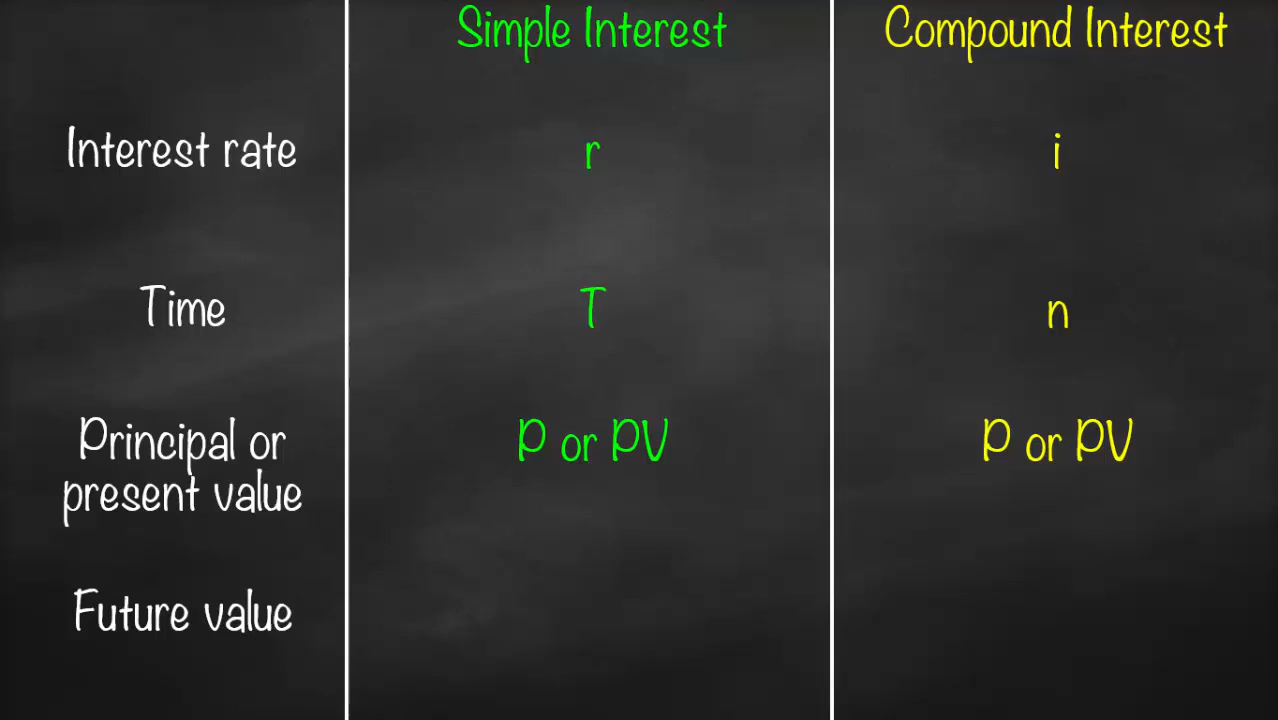 Simple Interest Compound Interest
Interest rate r i
Time T n
Principal or
present value P or PV P or PV
Future value